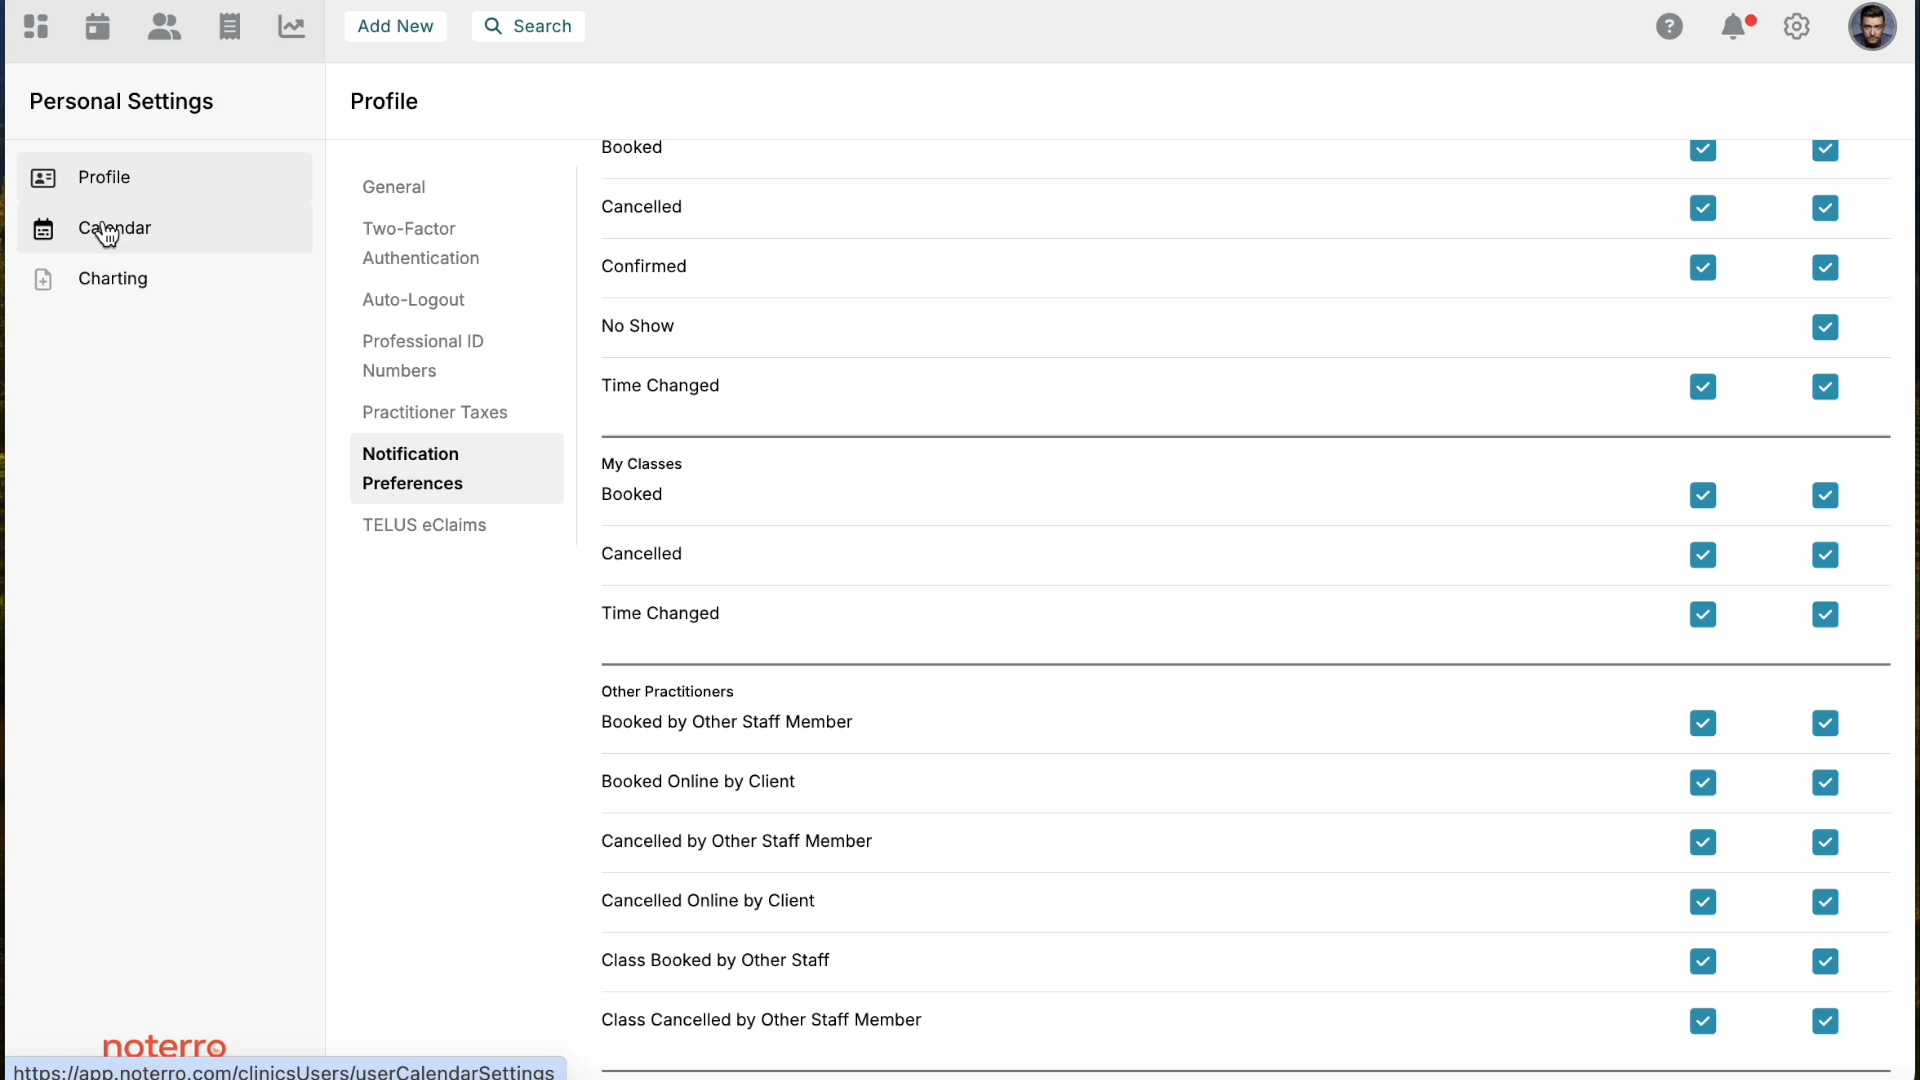 Add New
Search
Personal Settings
Profile
Calendar
Charting
noterro
https://app.noterro.com/clinicsUsers/userCalendarSettings
Profile
General
Two-Factor
Authentication
Auto-Logout
Professional ID
Numbers
Practitioner Taxes
Notification
Preferences
TELUS eClaims
Booked
Cancelled
Confirmed
No Show
Time Changed
My Classes
Booked
Cancelled
Time Changed
Other Practitioners
Booked by Other Staff Member
Booked Online by Client
Cancelled by Other Staff Member
Cancelled Online by Client
Class Booked by Other Staff
Class Cancelled by Other Staff Member